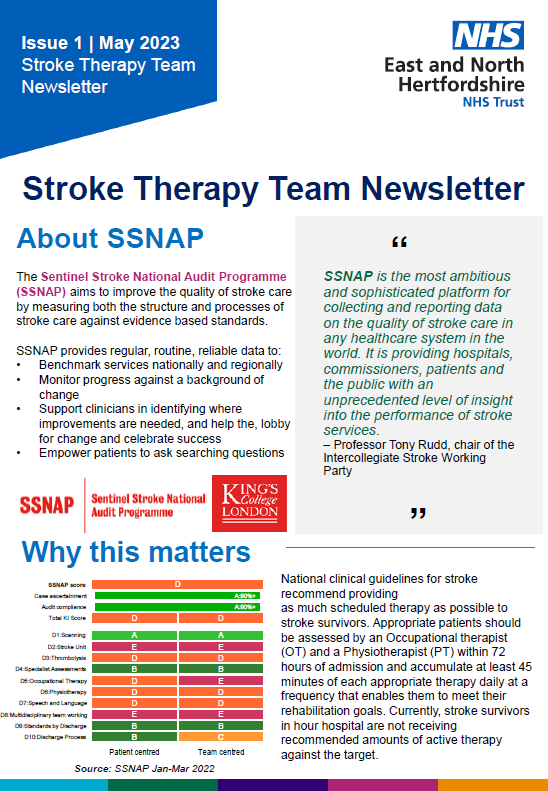 Issue 1 | May 2023
Stroke Therapy Team
Newsletter
NHS
East and North
Hertfordshire
NHS Trust
Stroke Therapy Team Newsletter
About SSNAP
The Sentinel Stroke National Audit Programme
(SSNAP) aims to improve the quality of stroke care
by measuring both the structure and processes of
stroke care against evidence based standards.
SSNAP provides regular, routine, reliable data to:
• Benchmark services nationally and regionally
• Monitor progress against a background of
change
• Support clinicians in identifying where
improvements are needed, and help the, lobby
for change and celebrate success
• Empower patients to ask searching questions
“
SSNAP is the most ambitious
and sophisticated platform for
collecting and reporting data
on the quality of stroke care in
any healthcare system in the
world. It is providing hospitals,
commissioners, patients and
the public with an
unprecedented level of insight
into the performance of stroke
services.
– Professor Tony Rudd, chair of the
Intercollegiate Stroke Working
Party
”
SSNAP
Sentinel Stroke National
Audit Programme
KING'S
College
LONDON
Why this matters
SSNAP score D
Case ascertainment A:90%+
Audit compliance A:90%+
Total KI Score D D
D1:Scanning A A
D2:Stroke Unit E E
D3:Thrombolysis D D
D4:Specialist Assessments B B
D5:Occupational Therapy D E
D6:Physiotherapy D D
D7:Speech and Language D D
D8:Multidisciplinary team working E E
D9:Standards by Discharge B B
D10:Discharge Process B C
Patient centred Team centred
Source: SSNAP Jan-Mar 2022
National clinical guidelines for stroke
recommend providing
as much scheduled therapy as possible to
stroke survivors. Appropriate patients should
be assessed by an Occupational therapist
(OT) and a Physiotherapist (PT) within 72
hours of admission and accumulate at least 45
minutes of each appropriate therapy daily at a
frequency that enables them to meet their
rehabilitation goals. Currently, stroke survivors
in hour hospital are not receiving
recommended amounts of active therapy
against the target.